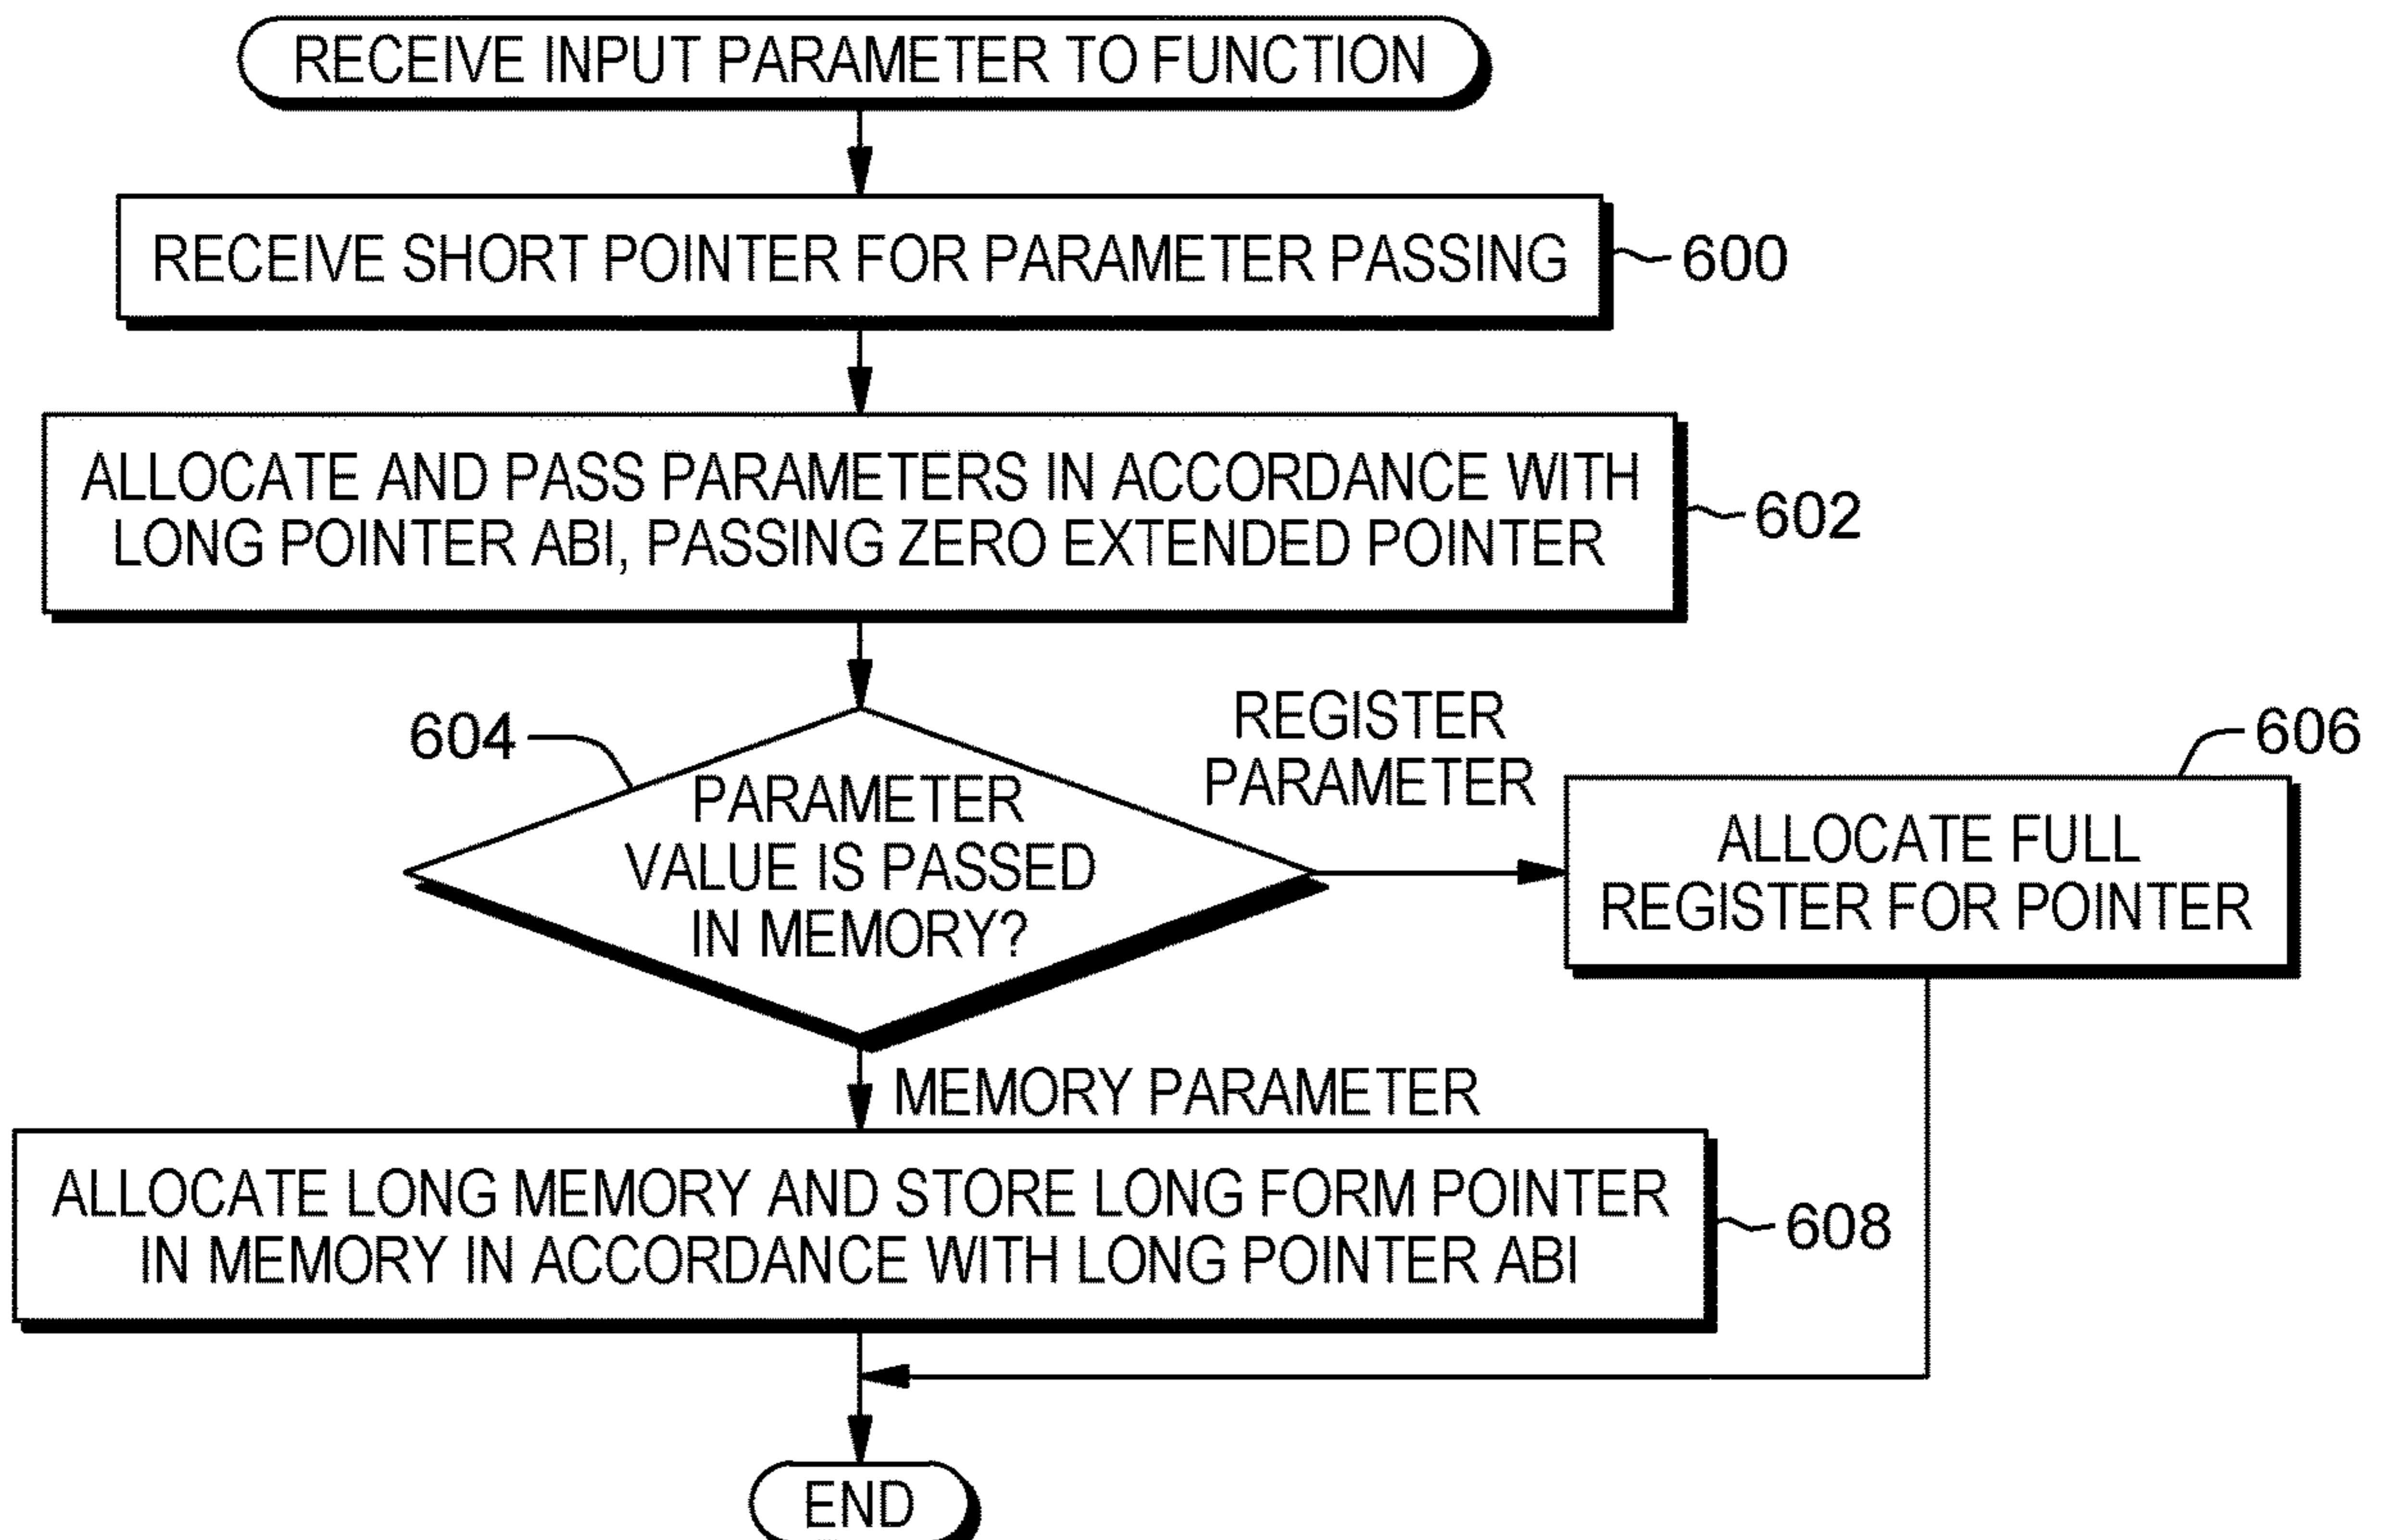 RECEIVE INPUT PARAMETER TO FUNCTION
RECEIVE SHORT POINTER FOR PARAMETER PASSING
600
ALLOCATE AND PASS PARAMETERS IN ACCORDANCE WITH
LONG POINTER ABI, PASSING ZERO EXTENDED POINTER
602
604
PARAMETER
VALUE IS PASSED
IN MEMORY?
REGISTER
PARAMETER
606
ALLOCATE FULL
REGISTER FOR POINTER
MEMORY PARAMETER
ALLOCATE LONG MEMORY AND STORE LONG FORM POINTER
IN MEMORY IN ACCORDANCE WITH LONG POINTER ABI
608
END